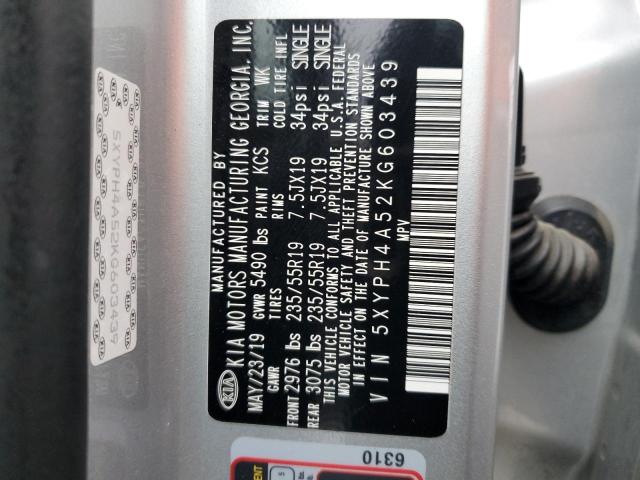 MANUFACTURED BY
KIA KIA MOTORS MANUFACTURING GEORGIA, INC.
MAY/23/19 GVWR 5490 lbs PAINT KCS TRIM WK
GAWR TIRES RIMS COLD TIRE INFL
FRONT 2976 lbs 235/55R19 7.5JX19 34psi SINGLE
REAR 3075 lbs 235/55R19 7.5JX19 34psi SINGLE
THIS VEHICLE CONFORMS TO ALL APPLICABLE U.S.A. FEDERAL
MOTOR VEHICLE SAFETY AND THEFT PREVENTION STANDARDS
IN EFFECT ON THE DATE OF MANUFACTURE SHOWN ABOVE
VIN 5XYPH4A52KG603439
MPV
5XYPH4A52KG603439
6310